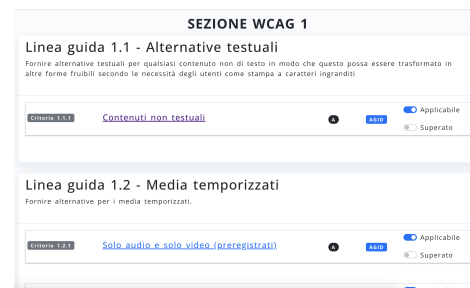 SEZIONE WCAG 1
Linea guida 1.1 - Alternative testuali
Fornire alternative testuali per qualsiasi contenuto non di testo in modo che questo possa essere trasformato in
altre forme fruibili secondo le necessità degli utenti come stampa a caratteri ingranditi
Criterio 1.1.1 Contenuti non testuali A AGID Applicabile
Superato
Linea guida 1.2 - Media temporizzati
Fornire alternative per i media temporizzati.
Criterio 1.2.1 Solo audio e solo video (preregistrati) A AGID Applicabile
Superato